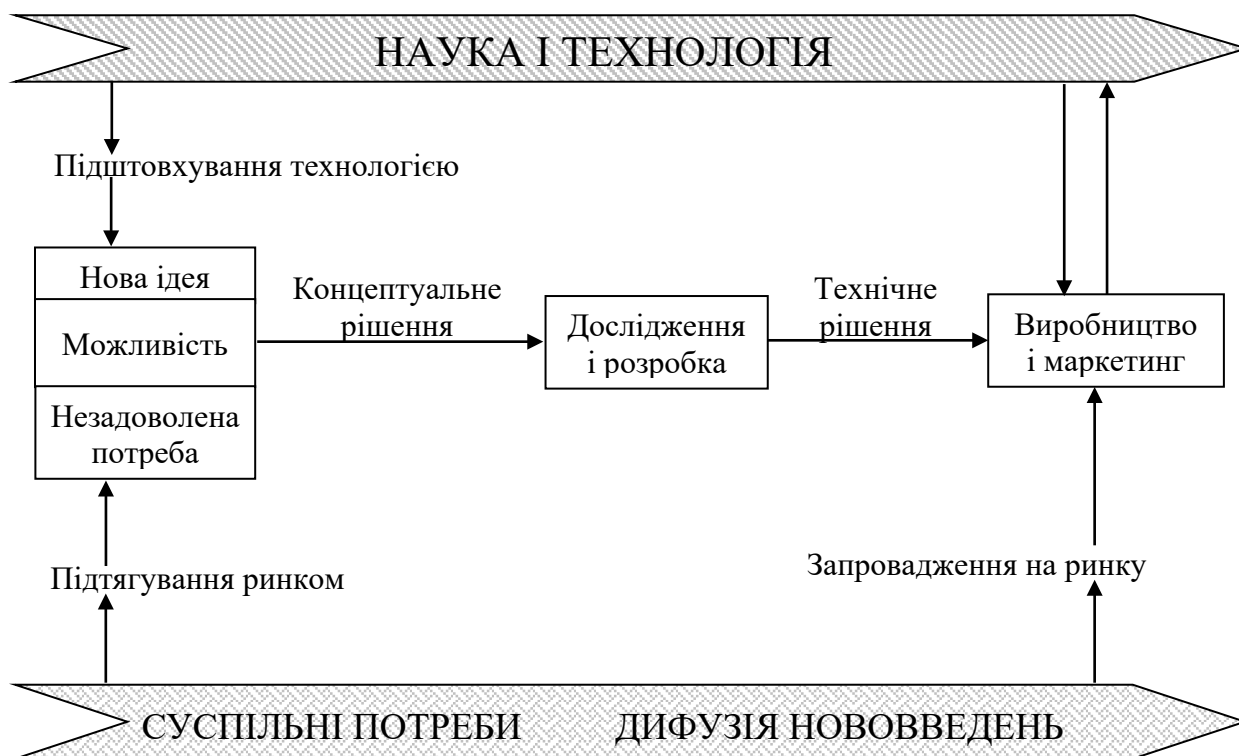 НАУКА І ТЕХНОЛОГІЯ
Підштовхування технологією
Нова ідея
Можливість
Незадоволена
потреба
Концептуальне
рішення
Дослідження
і розробка
Технічне
рішення
Виробництво
і маркетинг
Підтягування ринком
Запровадження на ринку
СУСПІЛЬНІ ПОТРЕБИ ДИФУЗІЯ НОВОВВЕДЕНЬ